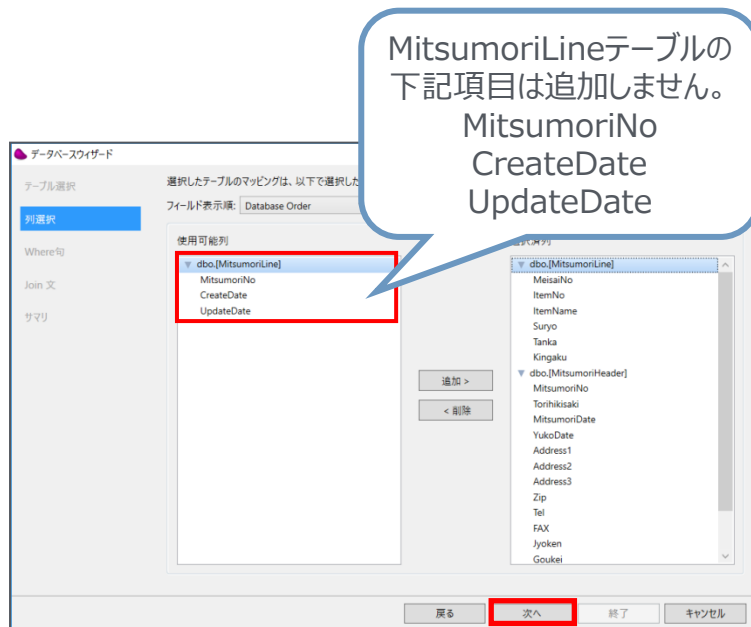 MitsumoriLineテーブルの
下記項目は追加しません。
MitsumoriNo
CreateDate
UpdateDate
データベースウィザード
テーブル選択
列選択
Where句
Join 文
サマリ
選択したテーブルのマッピングは、以下で選択した
フィールド表示順: Database Order
使用可能列
dbo.[MitsumoriLine]
MitsumoriNo
CreateDate
UpdateDate
追加 >
< 削除
選択済列
dbo.[MitsumoriLine]
MeisaiNo
ItemNo
ItemName
Suryo
Tanka
Kingaku
dbo.[MitsumoriHeader]
MitsumoriNo
Torihikisaki
MitsumoriDate
YukoDate
Address1
Address2
Address3
Zip
Tel
FAX
Jyoken
Goukei
戻る 次へ 終了 キャンセル